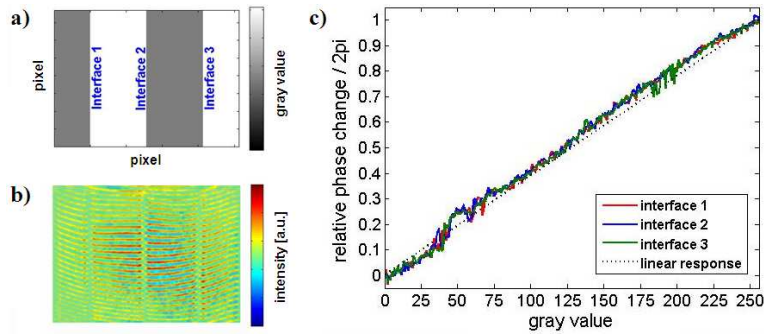 a)
pixel
Interface 1
Interface 2
Interface 3
pixel
gray value
b)
intensity [a.u.]
c)
relative phase change / 2pi
1
0.9
0.8
0.7
0.6
0.5
0.4
0.3
0.2
0.1
0
0 25 50 75 100 125 150 175 200 225 250
gray value
interface 1
interface 2
interface 3
linear response